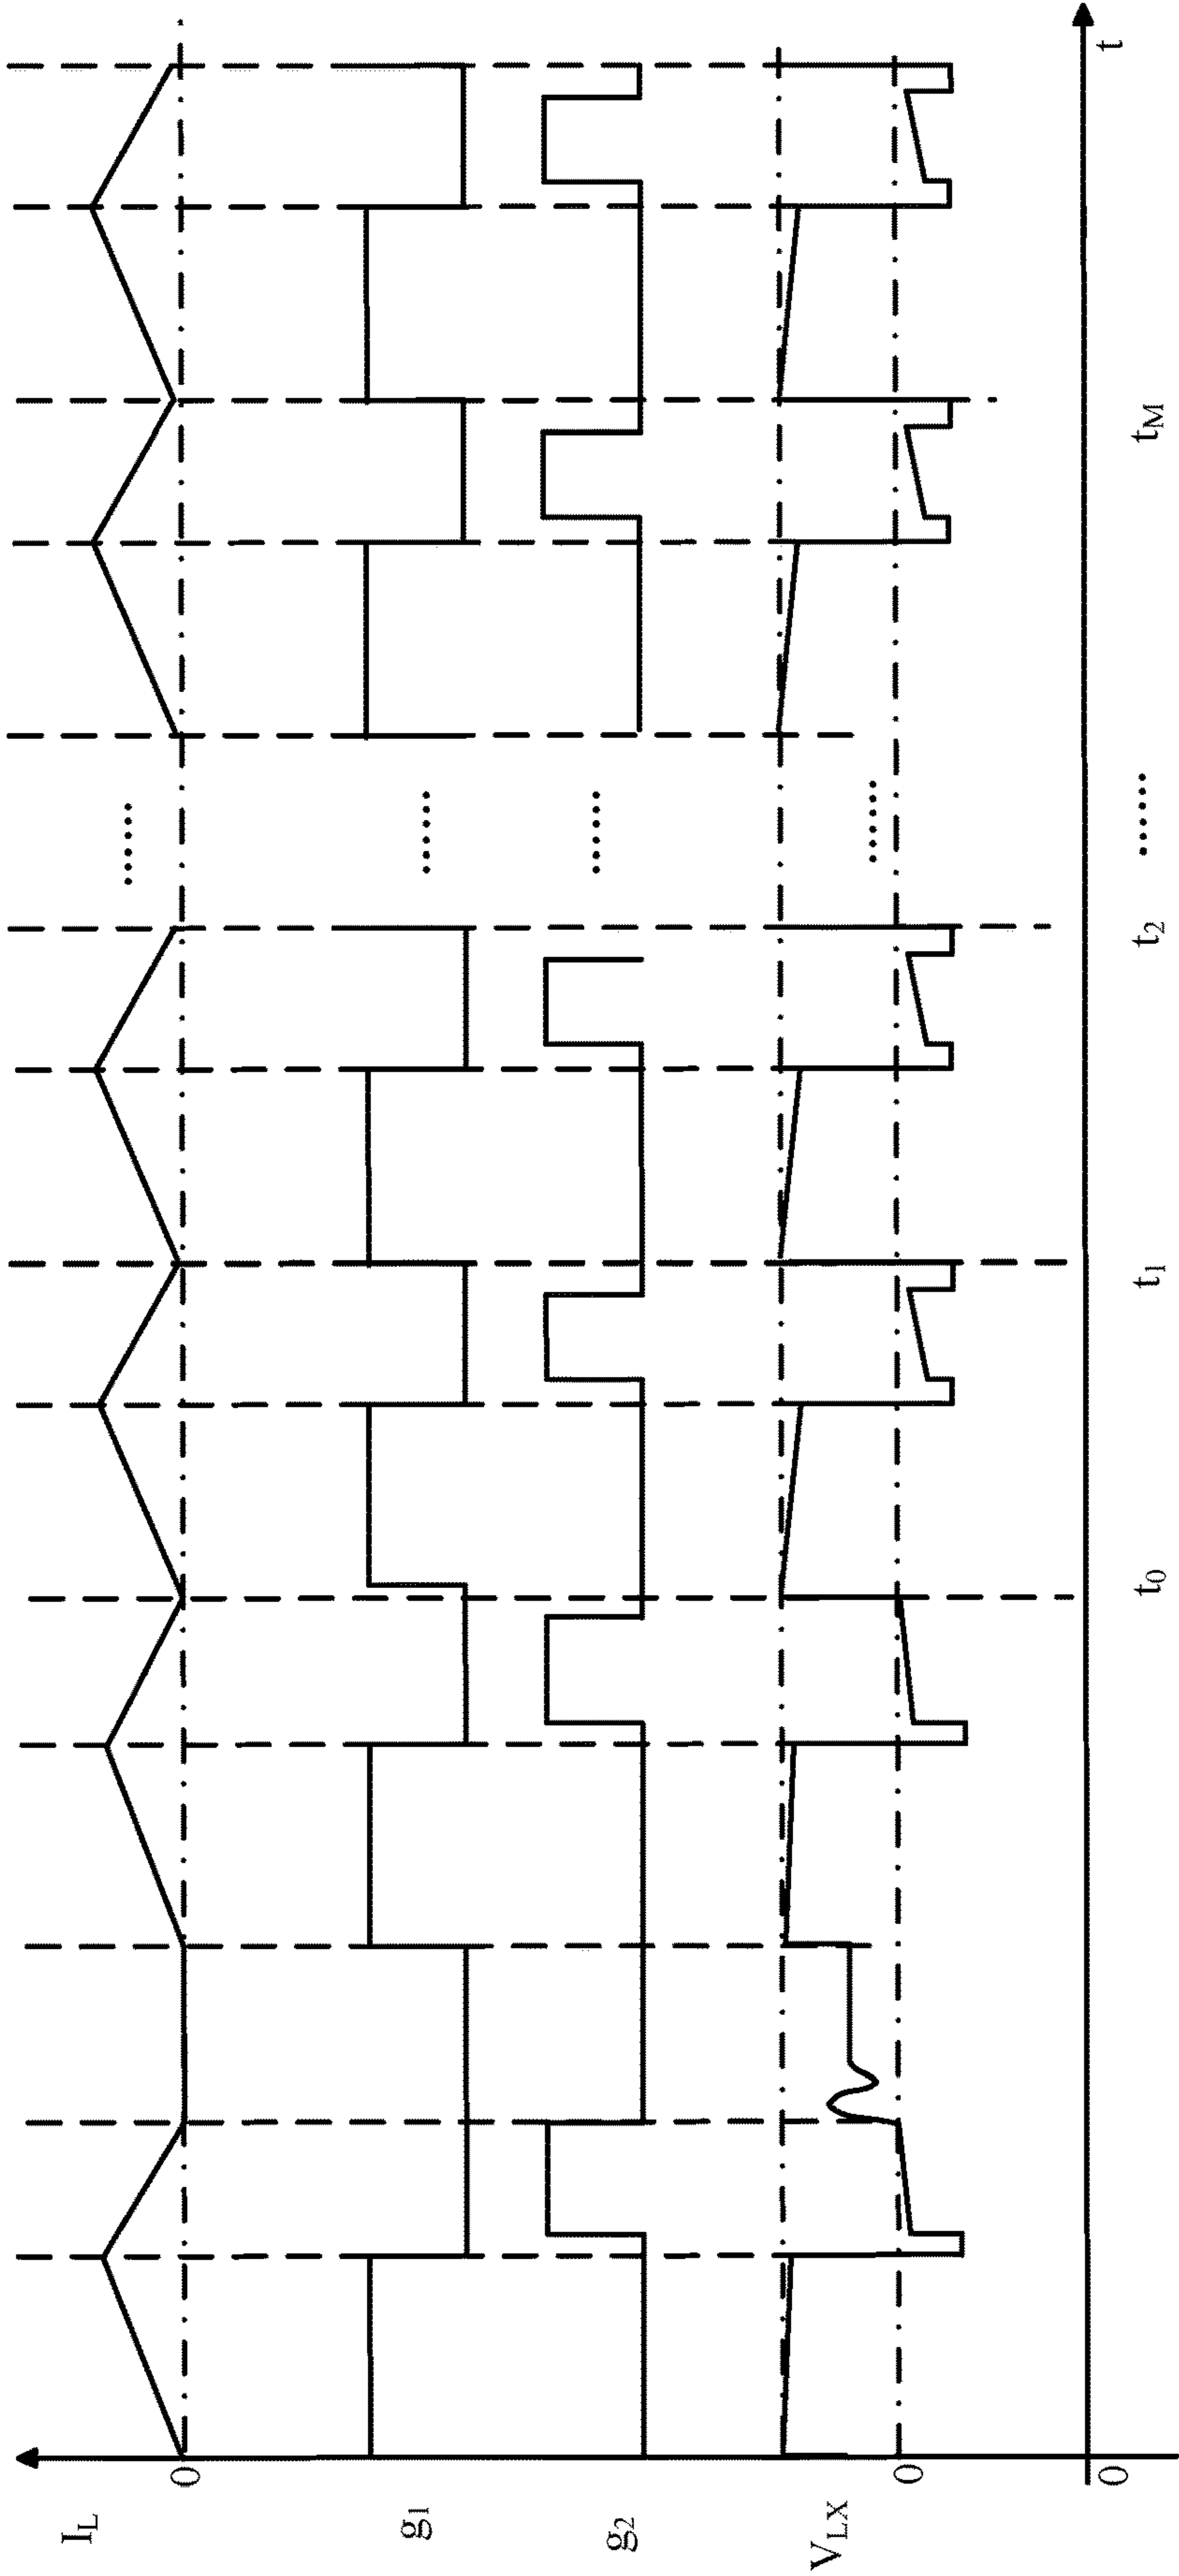 I_L
0
g_1
g_2
V_LX
0
0
t_0
t_1
t_2
......
t_M
t
......
......
......
......